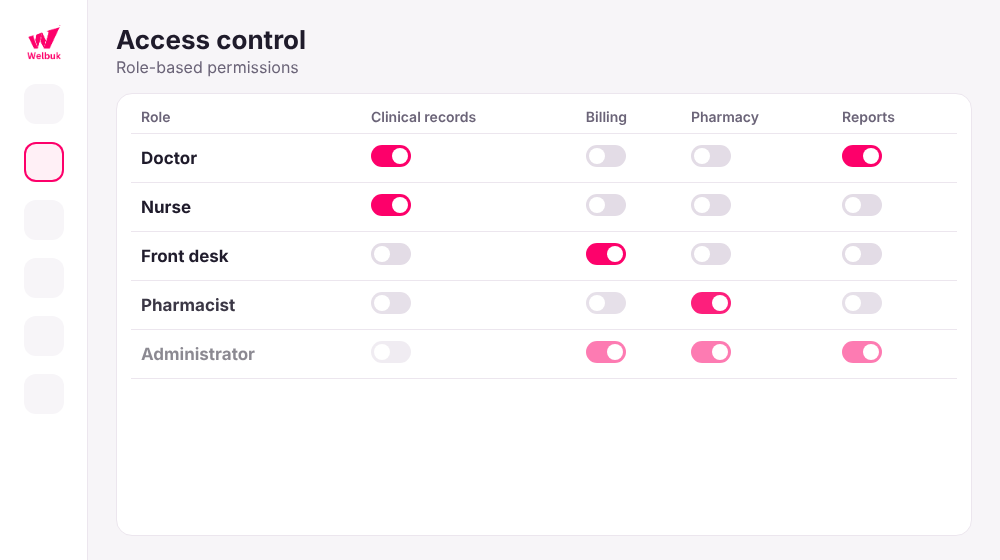 Welbuk
Access control
Role-based permissions
Role Clinical records Billing Pharmacy Reports
Doctor
Nurse
Front desk
Pharmacist
Administrator